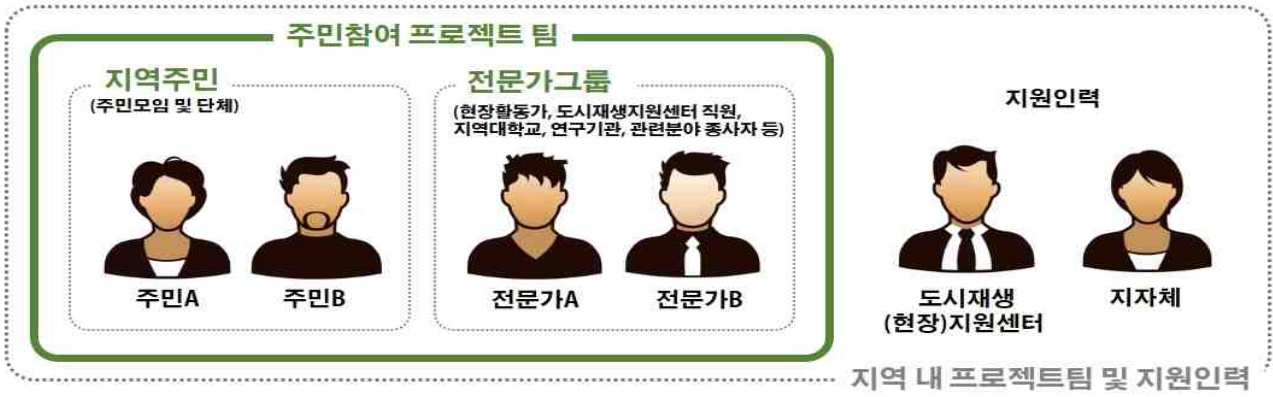 주민참여 프로젝트 팀
지역주민
(주민모임 및 단체)
주민A
주민B
전문가그룹
(현장활동가, 도시재생지원센터 직원,
지역대학교, 연구기관, 관련분야 종사자 등)
전문가A
전문가B
지원인력
도시재생
(현장)지원센터
지자체
지역 내 프로젝트팀 및 지원인력